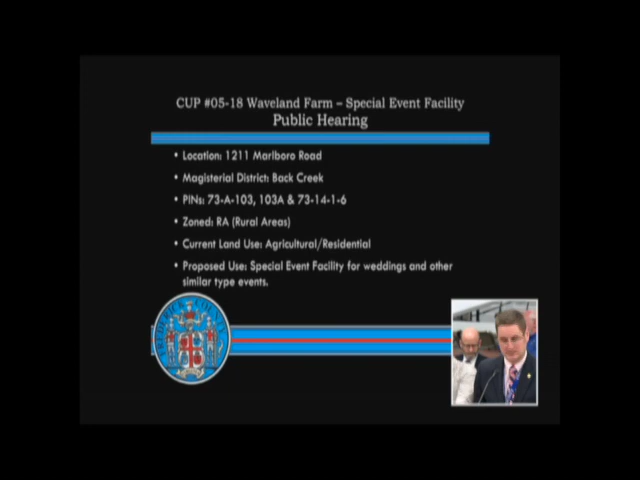 CUP #05-18 Waveland Farm – Special Event Facility
Public Hearing
• Location: 1211 Marlboro Road
• Magisterial District: Back Creek
• PINs: 73-A-103, 103A & 73-14-1-6
• Zoned: RA (Rural Areas)
• Current Land Use: Agricultural/Residential
• Proposed Use: Special Event Facility for weddings and other
similar type events.